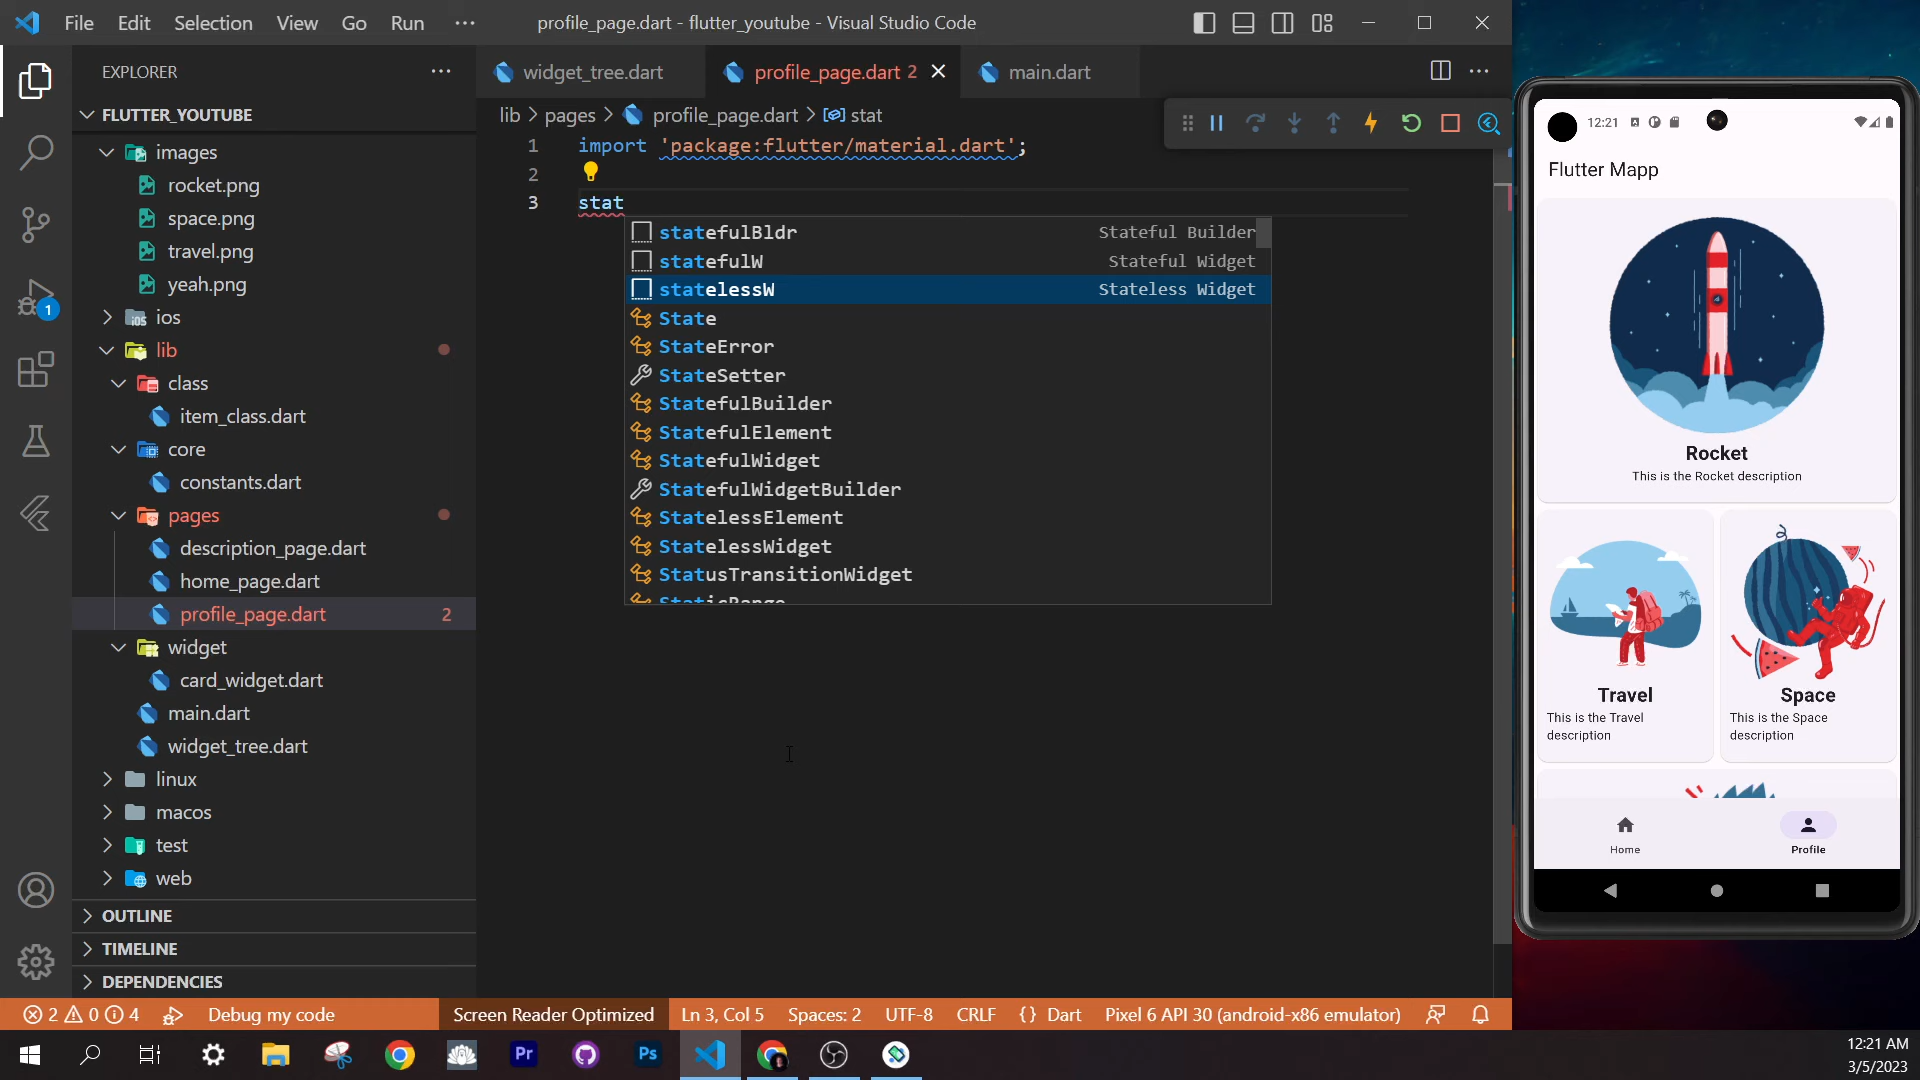 File Edit Selection View Go Run ···
profile_page.dart - flutter_youtube - Visual Studio Code
EXPLORER
FLUTTER_YOUTUBE
images
rocket.png
space.png
travel.png
yeah.png
ios
lib
class
item_class.dart
core
constants.dart
pages
description_page.dart
home_page.dart
profile_page.dart 2
widget
card_widget.dart
main.dart
widget_tree.dart
linux
macos
test
web
OUTLINE
TIMELINE
DEPENDENCIES
1
widget_tree.dart profile_page.dart 2 main.dart
lib > pages > profile_page.dart > stat
1 import 'package:flutter/material.dart';
2
3 stat
statefulBldr Stateful Builder
statefulW Stateful Widget
statelessW Stateless Widget
State
StateError
StateSetter
StatefulBuilder
StatefulElement
StatefulWidget
StatefulWidgetBuilder
StatelessElement
StatelessWidget
StatusTransitionWidget
12:21
Flutter Mapp
Rocket
This is the Rocket description
Travel
This is the Travel
description
Space
This is the Space
description
Home
Profile
2 0 4 Debug my code Screen Reader Optimized Ln 3, Col 5 Spaces: 2 UTF-8 CRLF {} Dart Pixel 6 API 30 (android-x86 emulator)
Pr
Ps
12:21 AM
3/5/2023